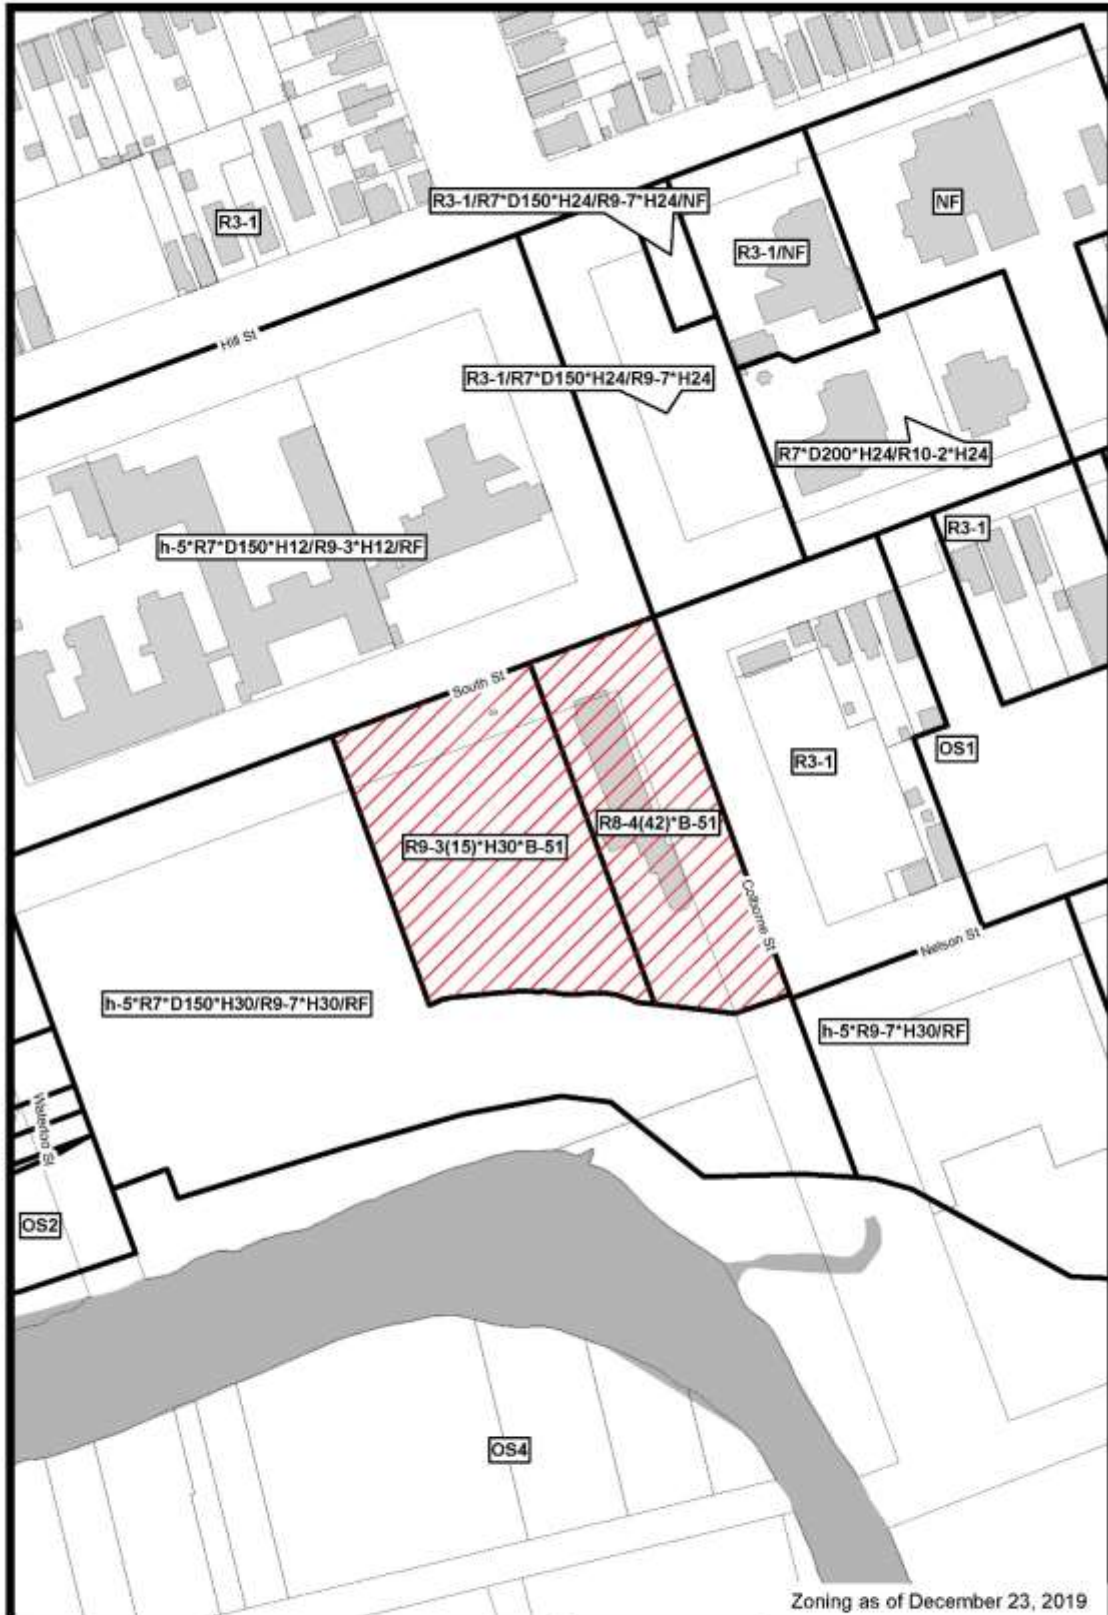 R3-1/R7*D150*H24/R9-7*H24/NF
NF
R3-1
R3-1/NF
Hill St
R3-1/R7*D150*H24/R9-7*H24
R7*D200*H24/R10-2*H24
R3-1
h-5*R7*D150*H12/R9-3*H12/RF
South St
OS1
R3-1
R8-4(42)*B-51
R9-3(15)*H30*B-51
Colborne St
Nelson St
h-5*R7*D150*H30/R9-7*H30/RF
h-5*R9-7*H30/RF
Waterloo St
OS2
OS4
Zoning as of December 23, 2019